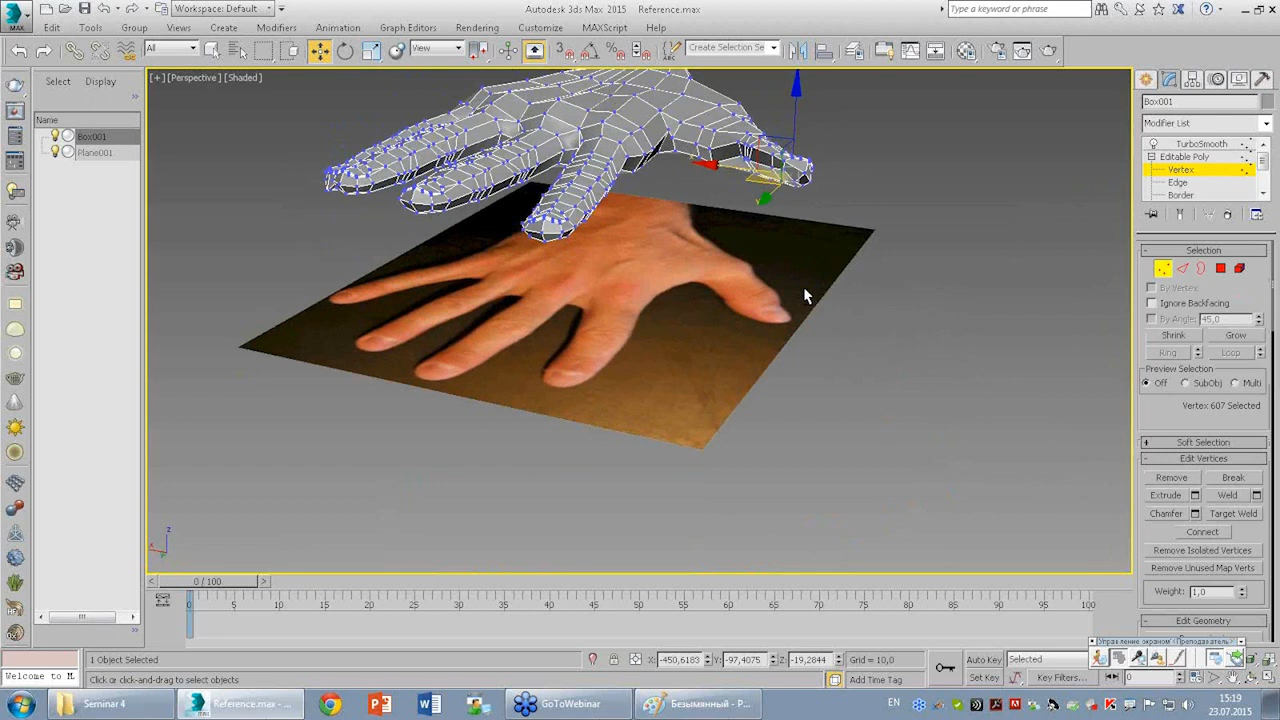 Workspace: Default
Autodesk 3ds Max 2015
Reference.max
Type a keyword or phrase
MAX
Edit Tools Group Views Create Modifiers Animation Graph Editors Rendering Customize MAXScript Help
All
View
3
Create Selection Se
[+] [Perspective] [Shaded]
Select Display
Name
Box001
Plane001
Box001
Modifier List
TurboSmooth
Editable Poly
Vertex
Edge
Border
Selection
By Vertex
Ignore Backfacing
By Angle: 45,0
Shrink Grow
Ring Loop
Preview Selection
Off SubObj Multi
Vertex 607 Selected
Soft Selection
Edit Vertices
Remove Break
Extrude Weld
Chamfer Target Weld
Connect
Remove Isolated Vertices
Remove Unused Map Verts
Weight: 1,0
Edit Geometry
z
x
0 / 100
0 5 10 15 20 25 30 35 40 45 50 55 60 65 70 75 80 85 90 95 100
Управление экраном "Преподаватель"
1 Object Selected
X: -450,6183 Y: -97,4075 Z: -19,2844 Grid = 10,0
Auto Key Selected
Welcome to M
Click or click-and-drag to select objects
Add Time Tag
Set Key Key Filters...
0
Seminar 4
Reference.max - ...
GoToWebinar
Безымянный - P...
EN
15:19
23.07.2015